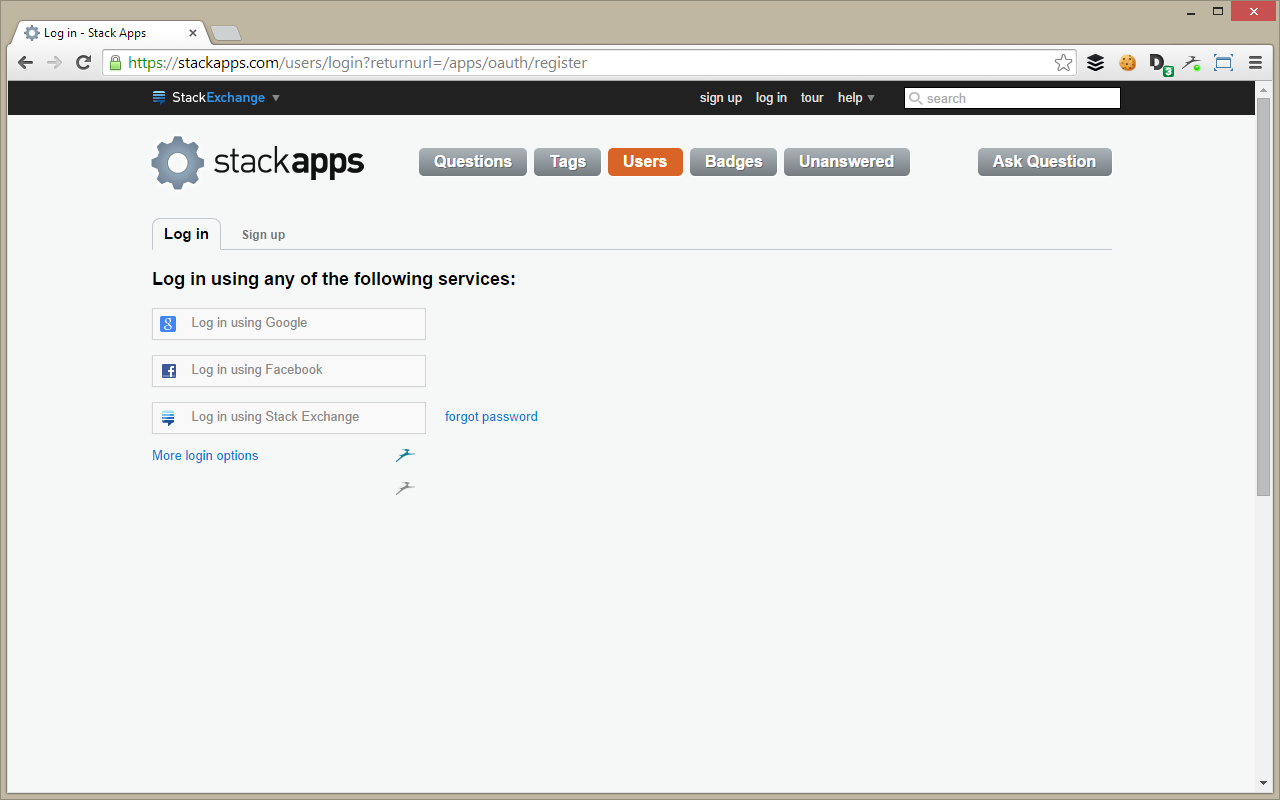 Log in - Stack Apps
https://stackapps.com/users/login?returnurl=/apps/oauth/register
D 3
StackExchange sign up log in tour help search
stackapps Questions Tags Users Badges Unanswered Ask Question
Log in Sign up
Log in using any of the following services:
g Log in using Google
f Log in using Facebook
Log in using Stack Exchange forgot password
More login options